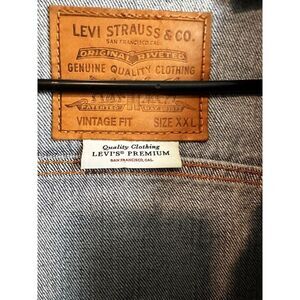 LEVI STRAUSS & CO.
SAN FRANCISCO, CAL.
ORIGINAL RIVETED
GENUINE QUALITY CLOTHING
VINTAGE FIT SIZE XXL
Quality Clothing
LEVI'S® PREMIUM
SAN FRANCISCO, CAL.